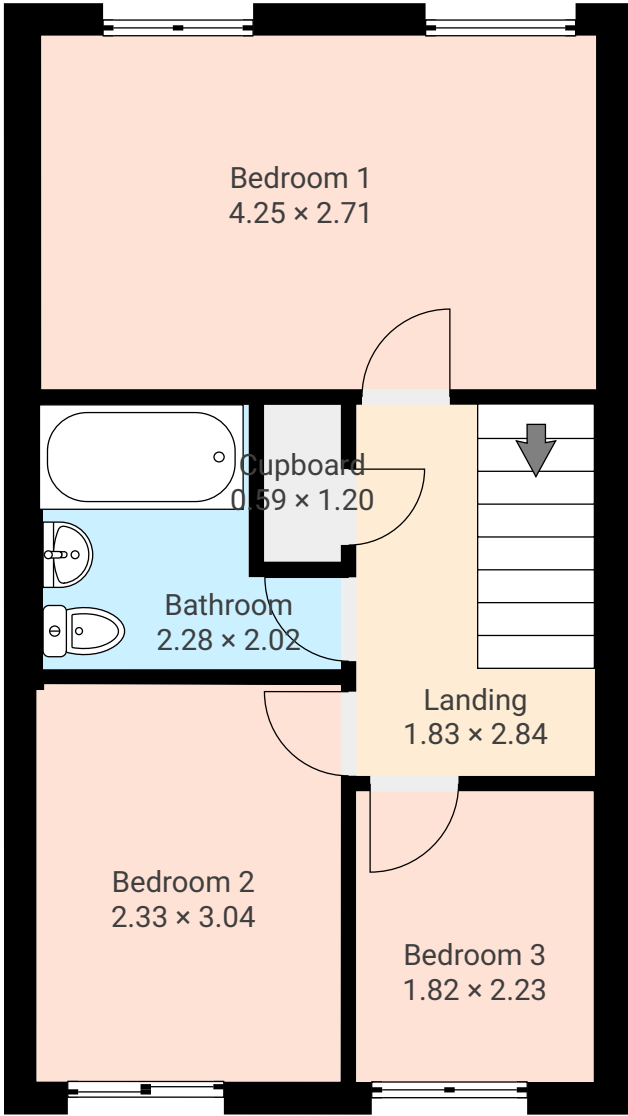 Bedroom 1
4.25 × 2.71
Cupboard
0.59 × 1.20
Bathroom
2.28 × 2.02
Landing
1.83 × 2.84
Bedroom 2
2.33 × 3.04
Bedroom 3
1.82 × 2.23